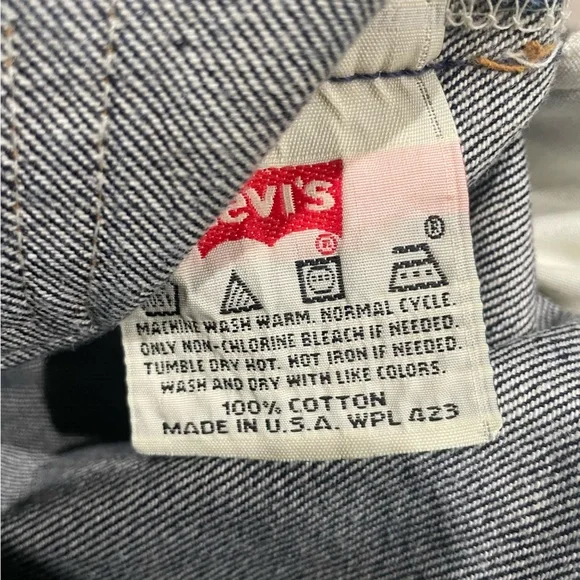 evi's
®
®
MACHINE WASH WARM. NORMAL CYCLE.
ONLY NON-CHLORINE BLEACH IF NEEDED.
TUMBLE DRY HOT. HOT IRON IF NEEDED.
WASH AND DRY WITH LIKE COLORS.
100% COTTON
MADE IN U.S.A. WPL 423